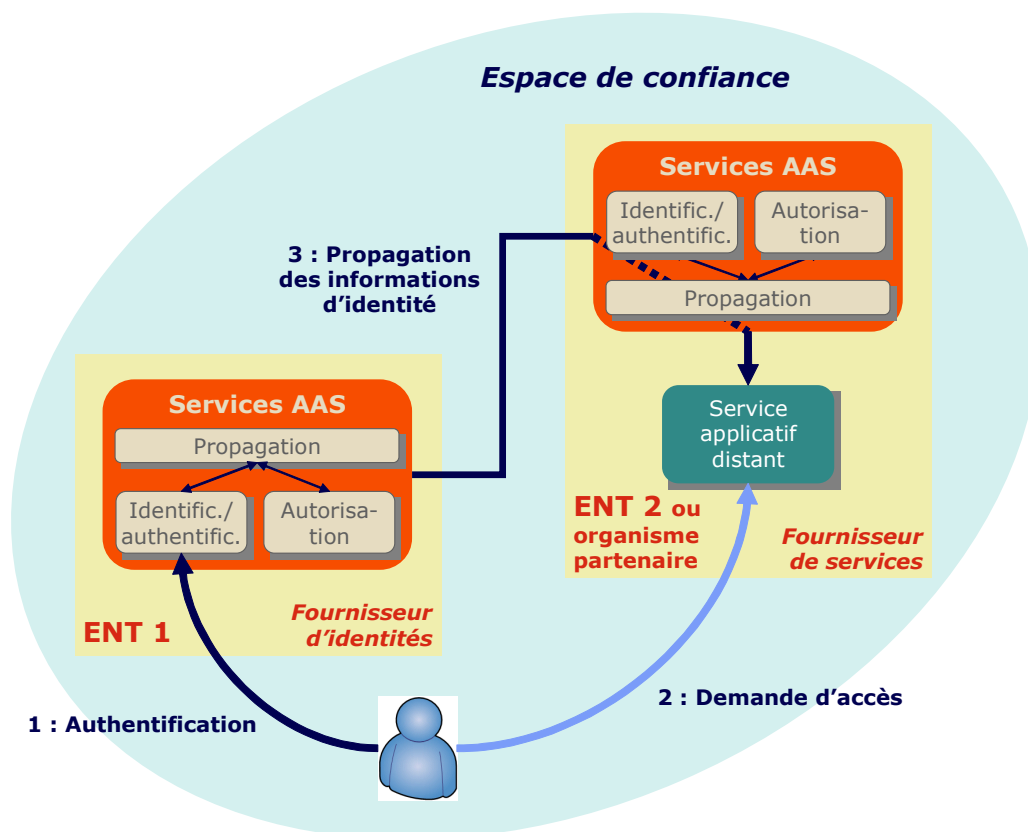 Espace de confiance
Services AAS
Identific./
authentific.
Autorisa-
tion
Propagation
3 : Propagation
des informations
d’identité
Service
applicatif
distant
ENT 2 ou
organisme
partenaire
Fournisseur
de services
Services AAS
Propagation
Identific./
authentific.
Autorisa-
tion
ENT 1
Fournisseur
d’identités
1 : Authentification
2 : Demande d’accès